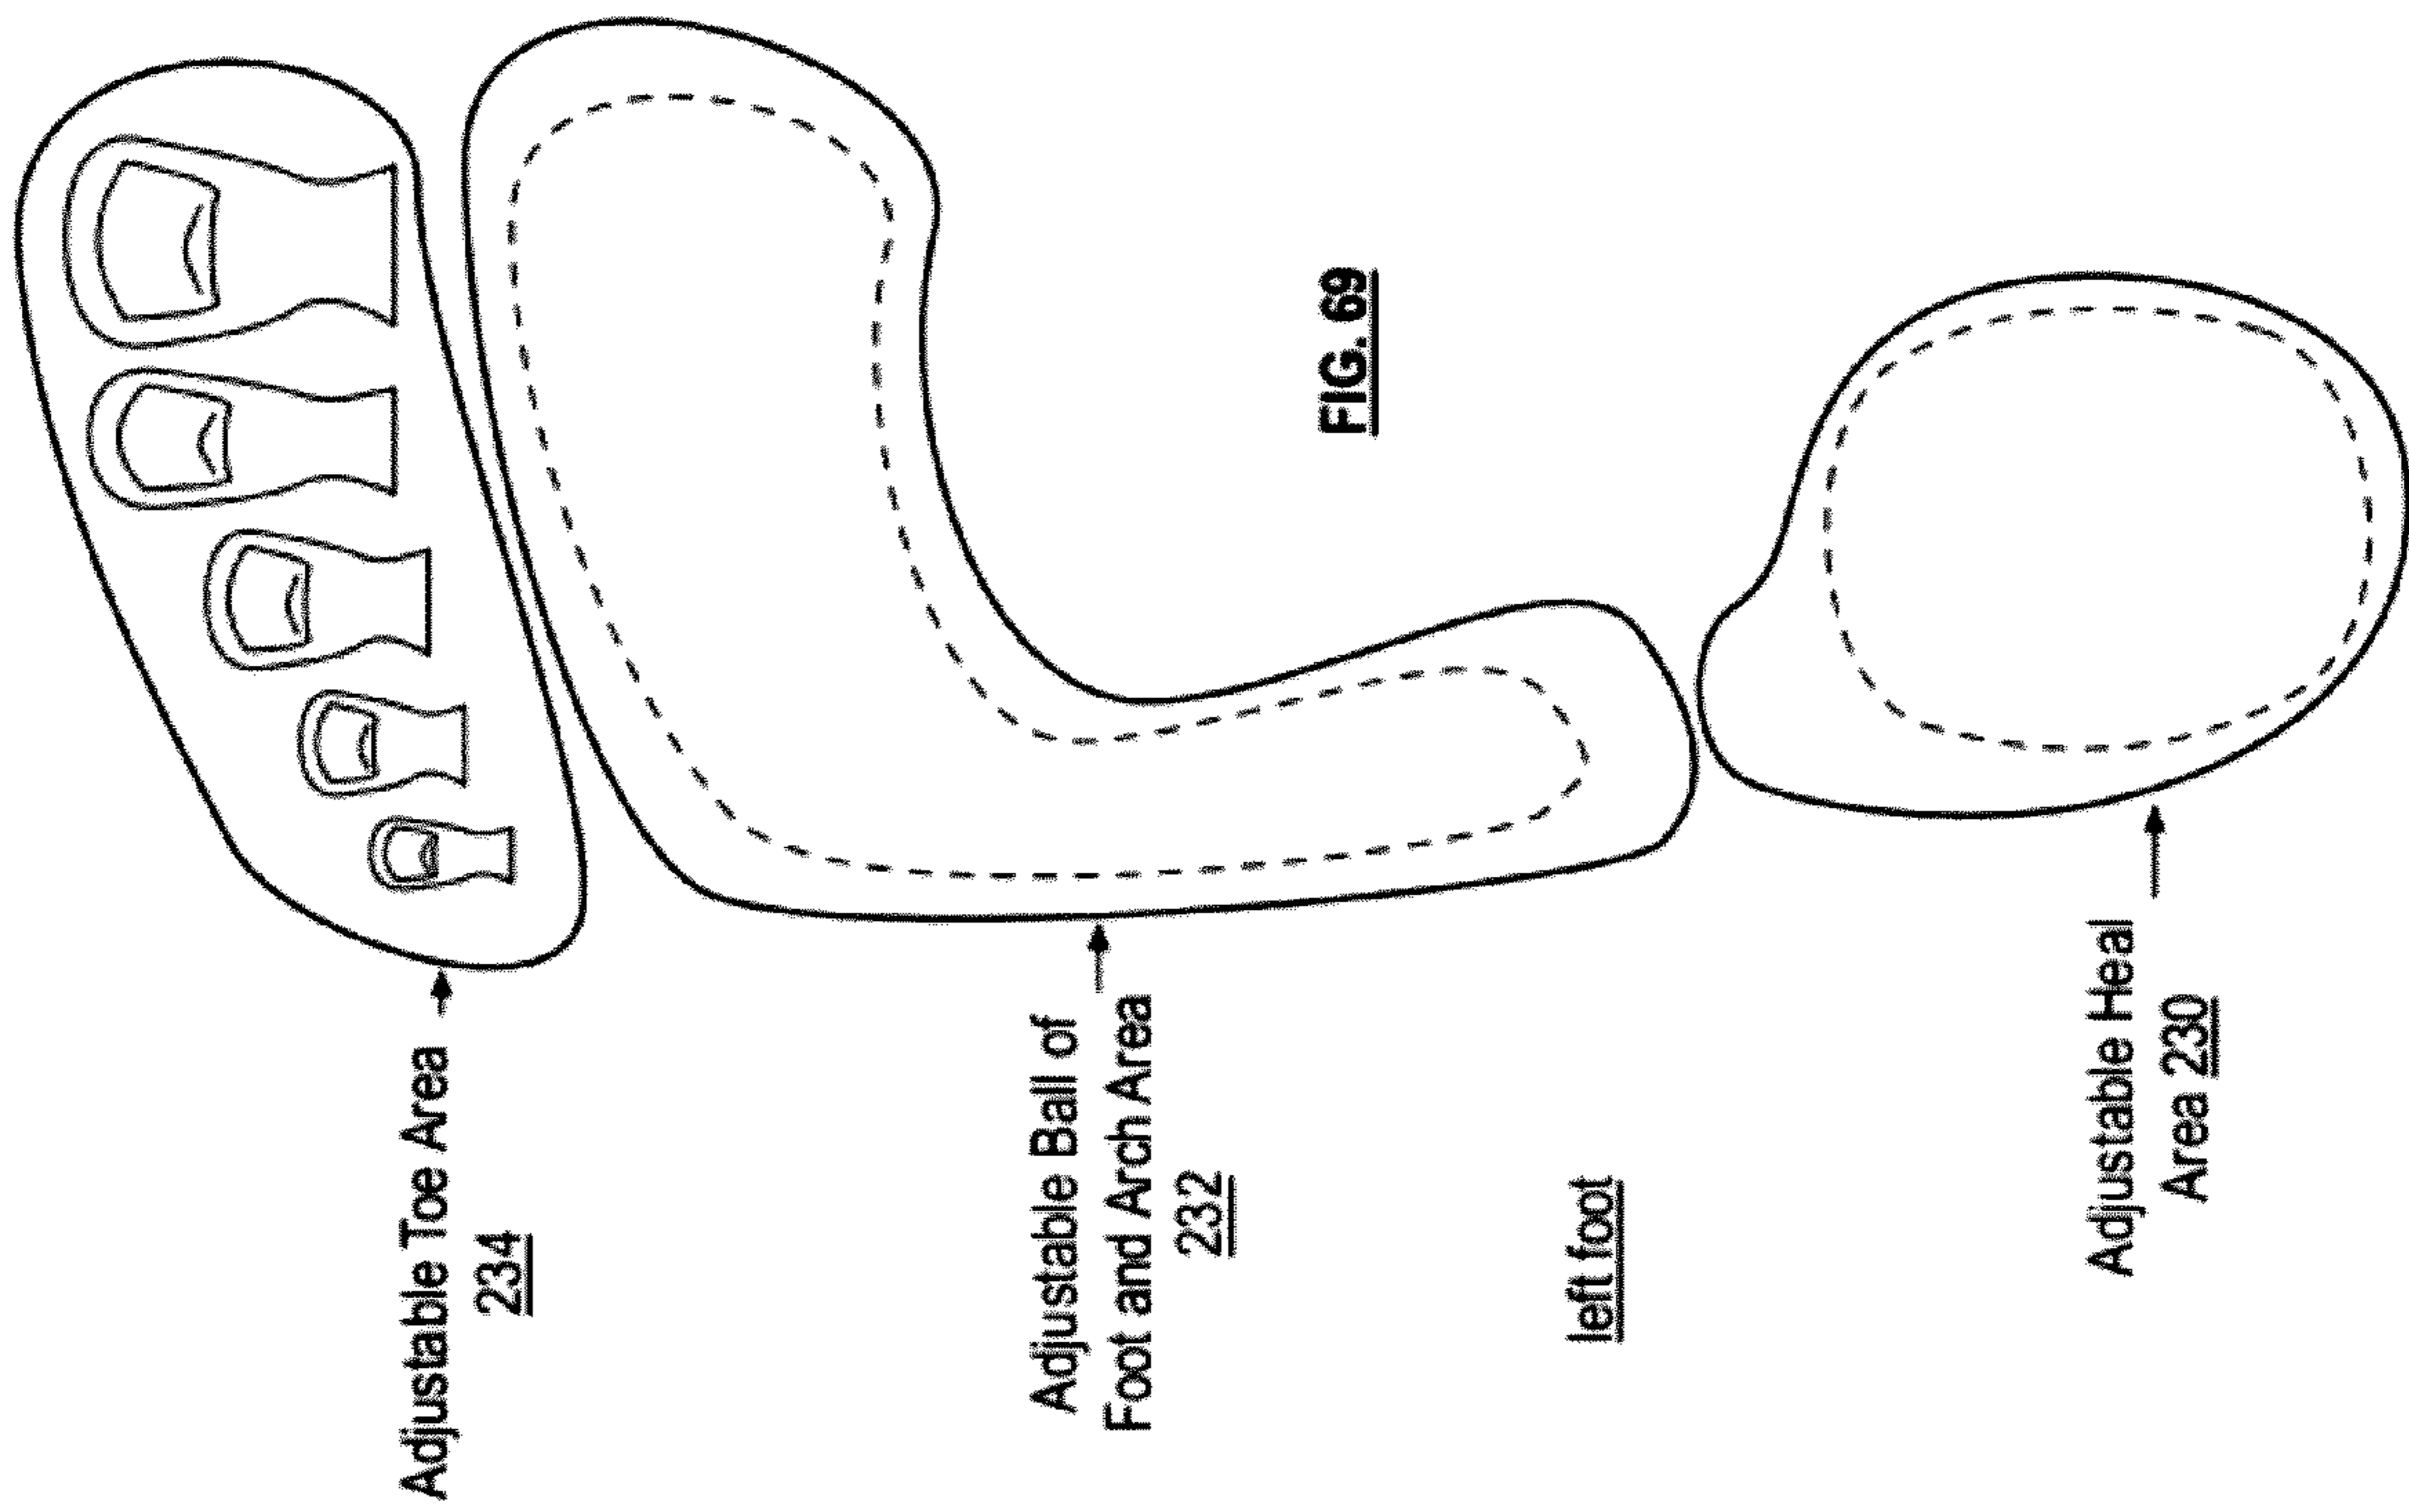 Adjustable Toe Area
234
Adjustable Ball of
Foot and Arch Area
232
FIG. 69
left foot
Adjustable Heal
Area 230